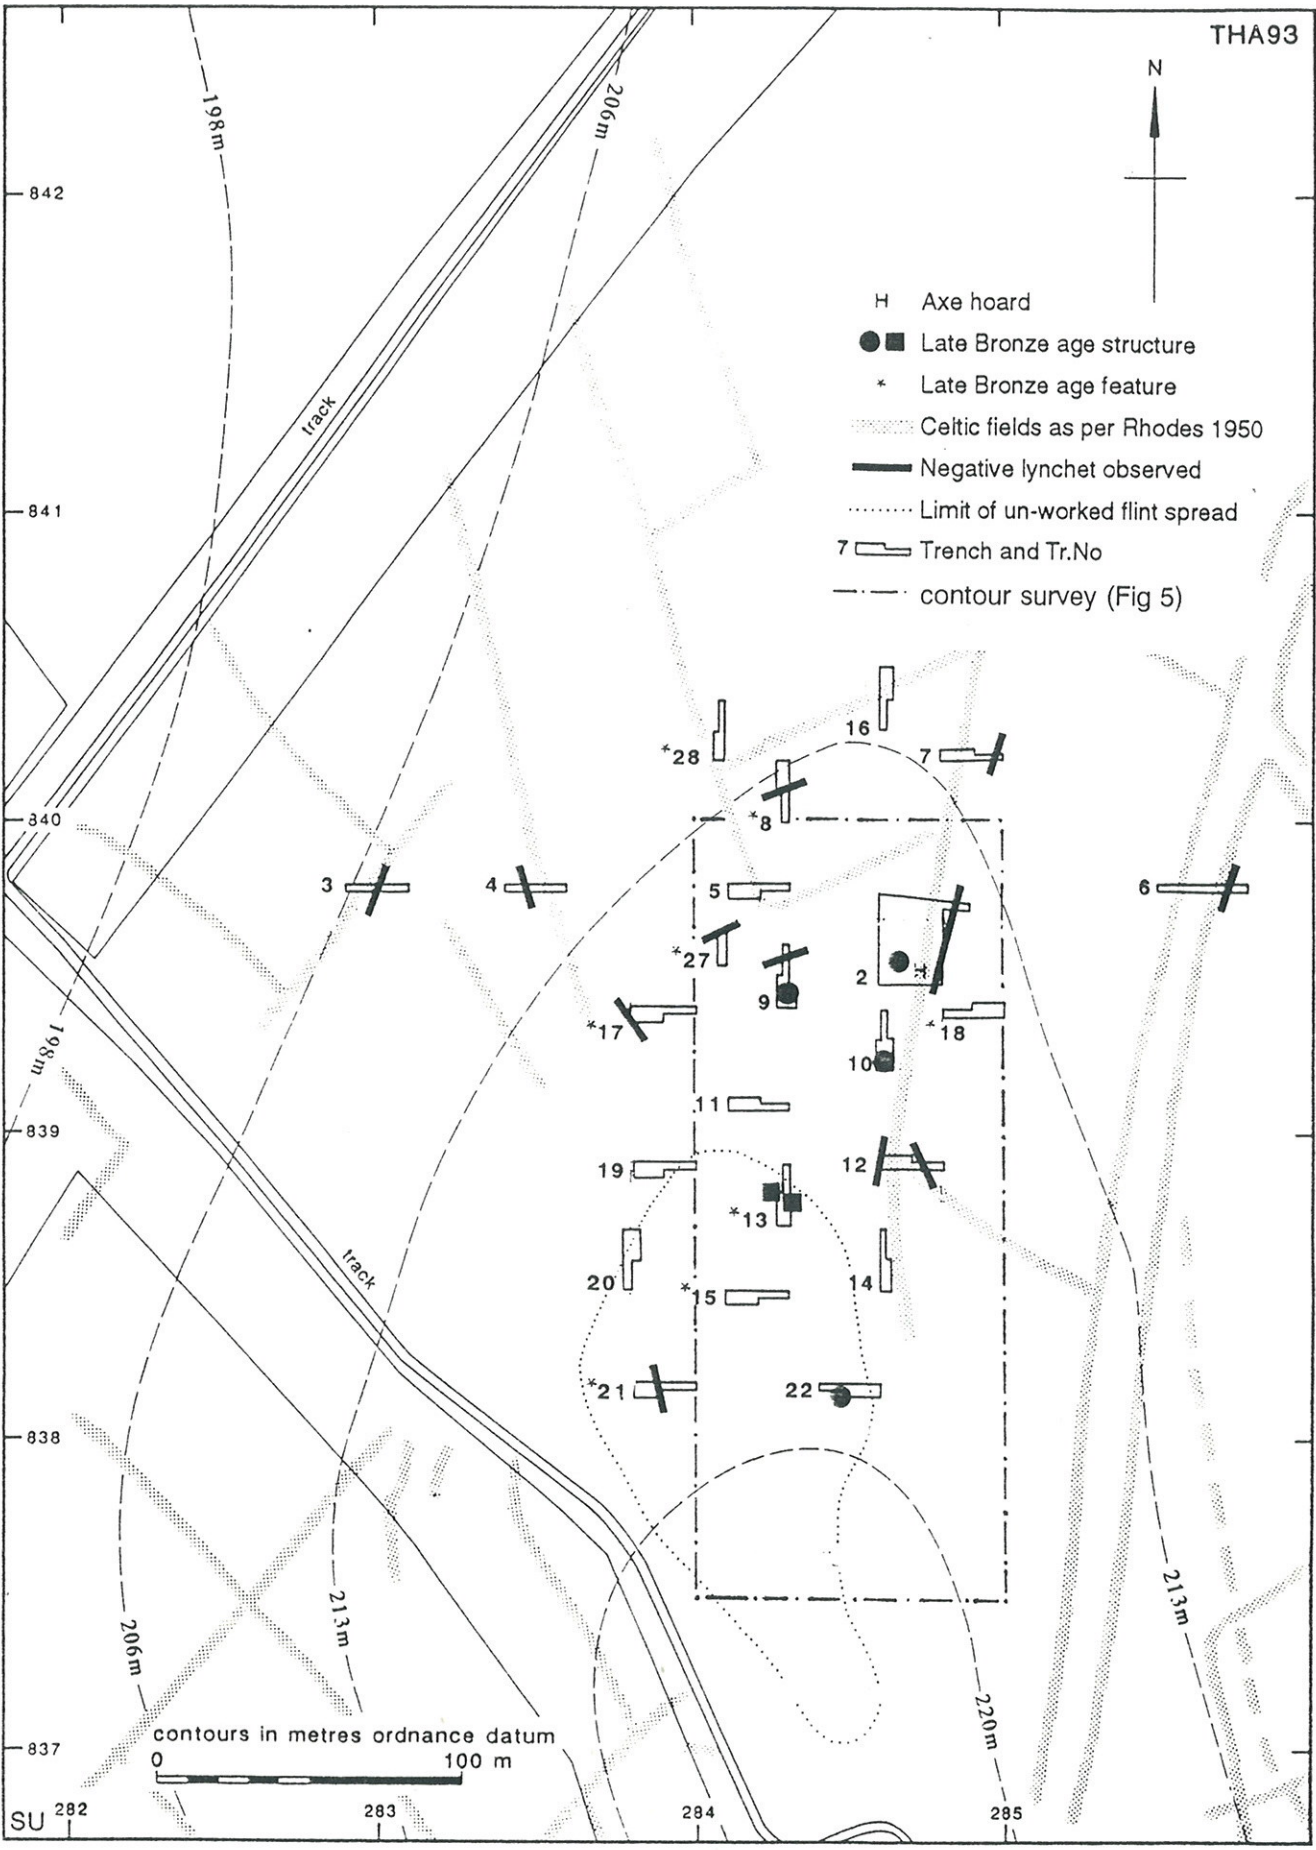 THA93
N
198m
206m
842
H Axe hoard
Late Bronze age structure
* Late Bronze age feature
track
Celtic fields as per Rhodes 1950
Negative lynchet observed
841
Limit of un-worked flint spread
7 Trench and Tr.No
contour survey (Fig 5)
16
*28
7
840
*8
3
4
5
6
*27
2
9
*17
*18
198m
10
11
839
19
12
*13
track
20
*15
14
*21
22
838
213m
206m
213m
220m
contours in metres ordnance datum
837
0 100 m
SU 282 283 284 285